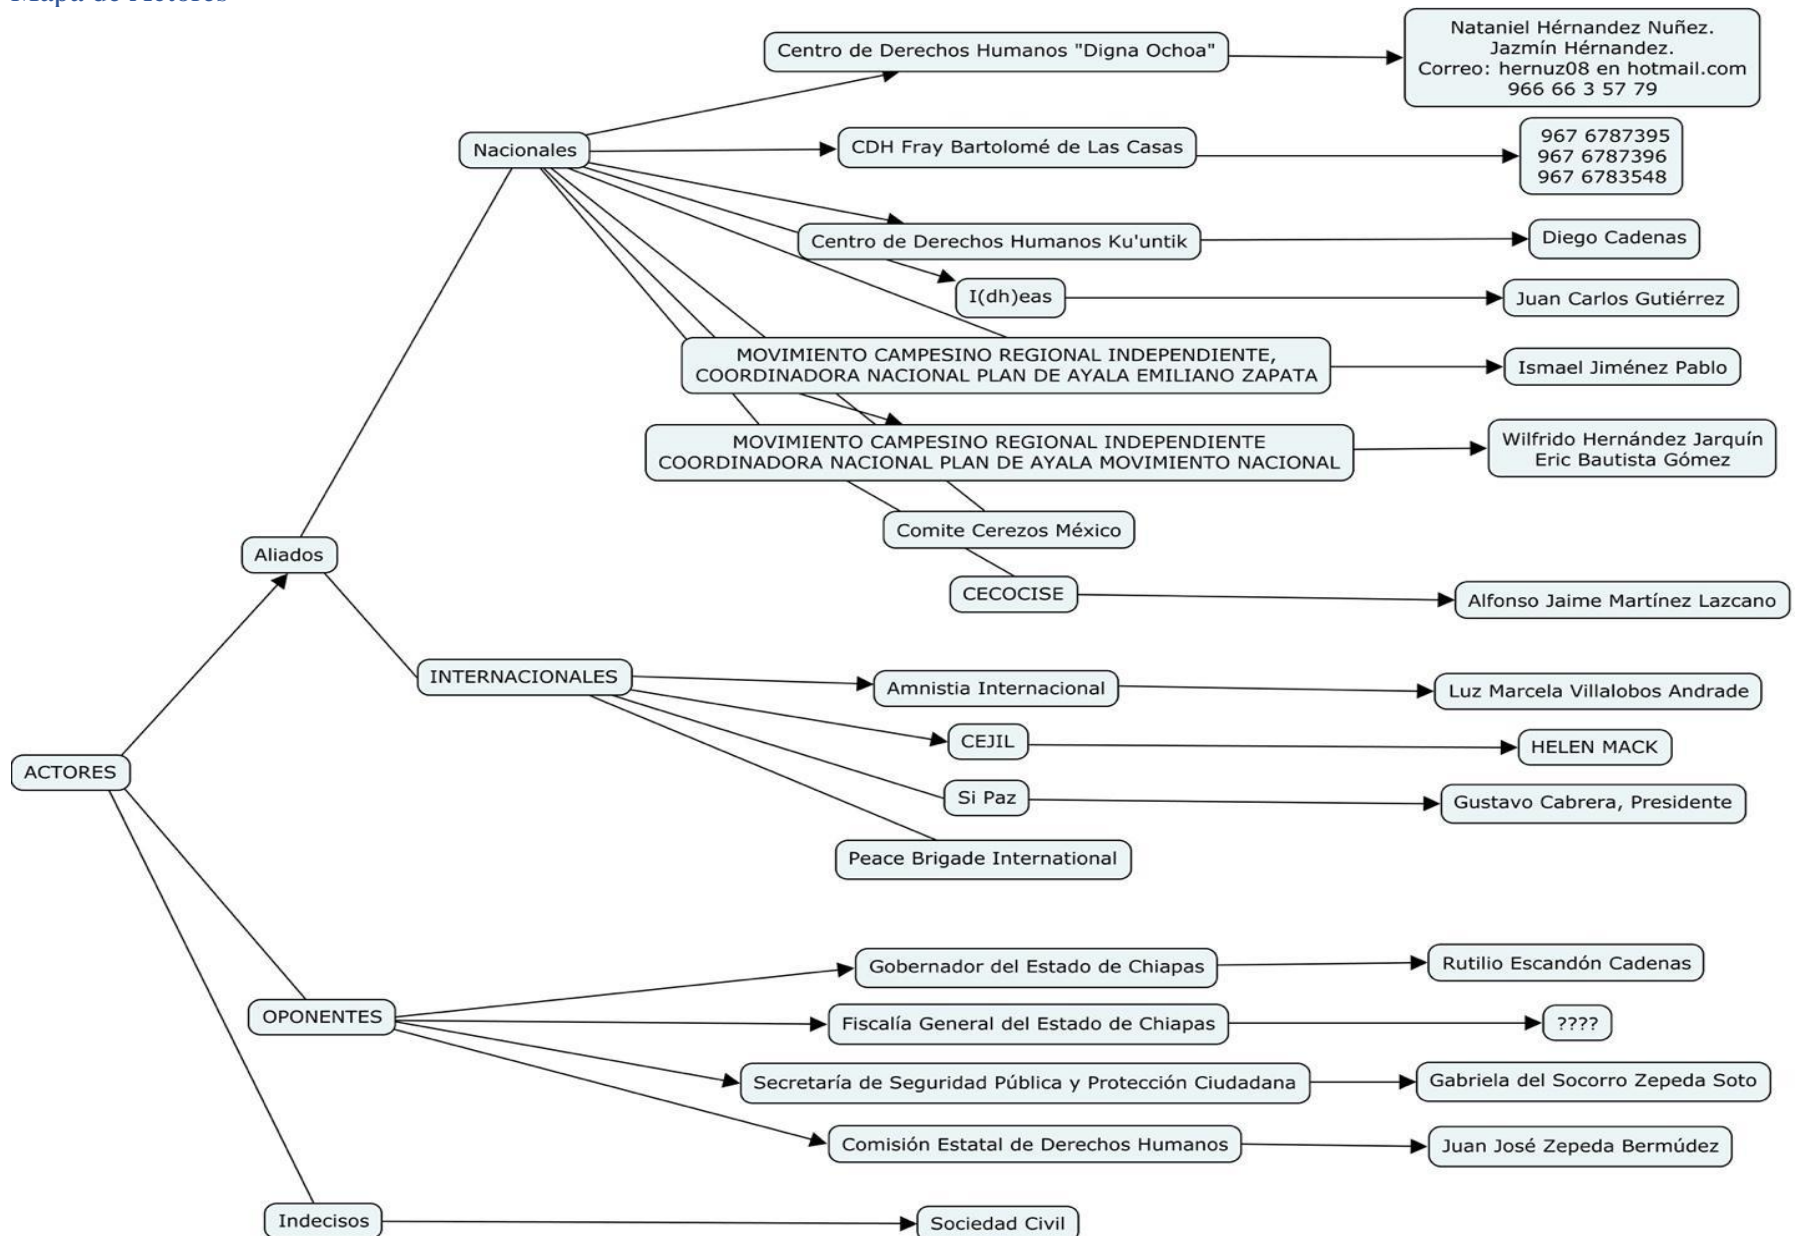 Mapa de Actores
Centro de Derechos Humanos "Digna Ochoa"
Nataniel Hérnandez Nuñez.
Jazmín Hérnandez.
Correo: hernuz08 en hotmail.com
966 66 3 57 79
Nacionales
CDH Fray Bartolomé de Las Casas
967 6787395
967 6787396
967 6783548
Centro de Derechos Humanos Ku'untik
Diego Cadenas
I(dh)eas
Juan Carlos Gutiérrez
MOVIMIENTO CAMPESINO REGIONAL INDEPENDIENTE,
COORDINADORA NACIONAL PLAN DE AYALA EMILIANO ZAPATA
Ismael Jiménez Pablo
MOVIMIENTO CAMPESINO REGIONAL INDEPENDIENTE
COORDINADORA NACIONAL PLAN DE AYALA MOVIMIENTO NACIONAL
Wilfrido Hernández Jarquín
Eric Bautista Gómez
Comite Cerezos México
Aliados
CECOCISE
Alfonso Jaime Martínez Lazcano
INTERNACIONALES
Amnistia Internacional
Luz Marcela Villalobos Andrade
CEJIL
HELEN MACK
ACTORES
Si Paz
Gustavo Cabrera, Presidente
Peace Brigade International
Gobernador del Estado de Chiapas
Rutilio Escandón Cadenas
OPONENTES
Fiscalía General del Estado de Chiapas
????
Secretaría de Seguridad Pública y Protección Ciudadana
Gabriela del Socorro Zepeda Soto
Comisión Estatal de Derechos Humanos
Juan José Zepeda Bermúdez
Indecisos
Sociedad Civil